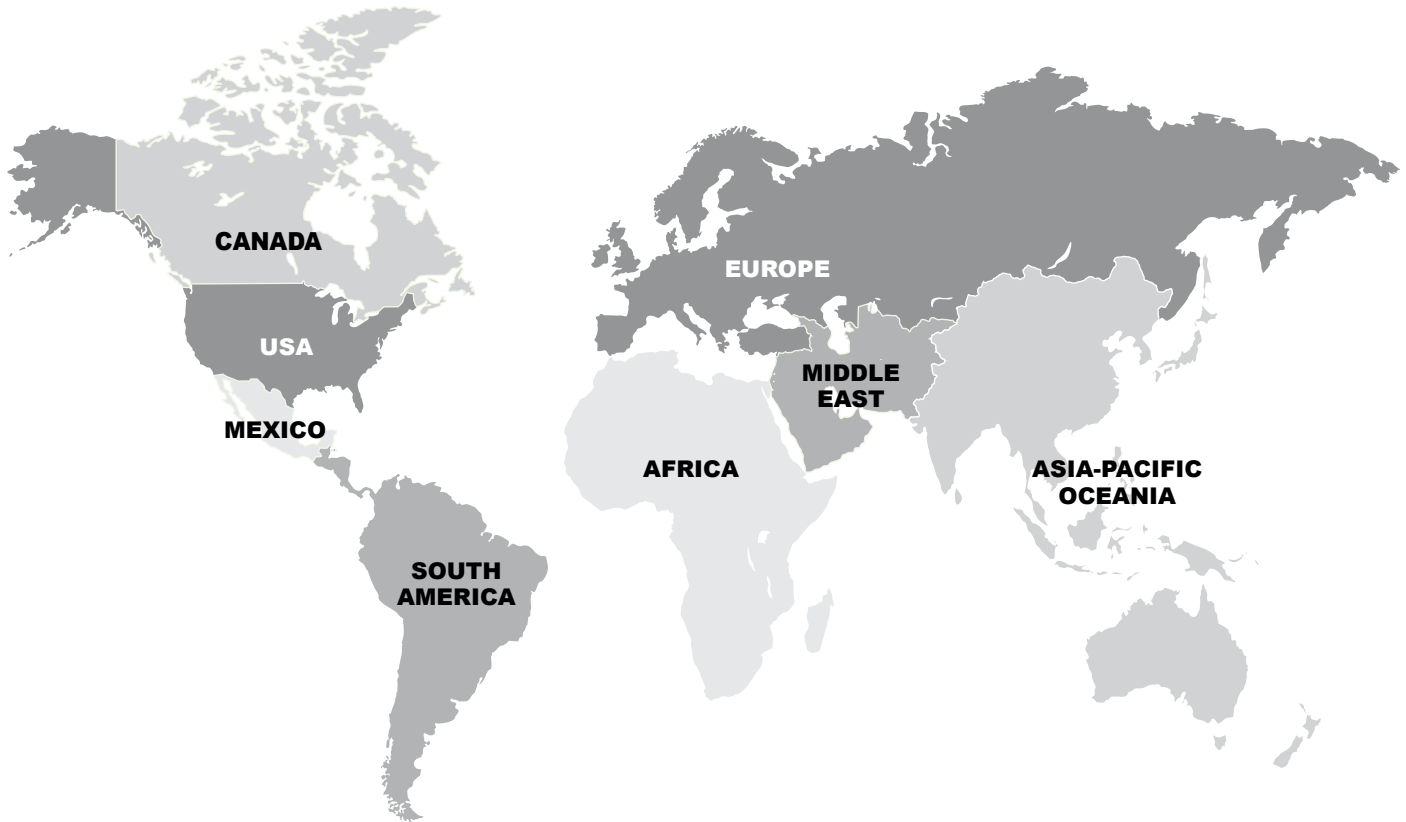 CANADA
USA
MEXICO
SOUTH
AMERICA
EUROPE
MIDDLE
EAST
AFRICA
ASIA-PACIFIC
OCEANIA